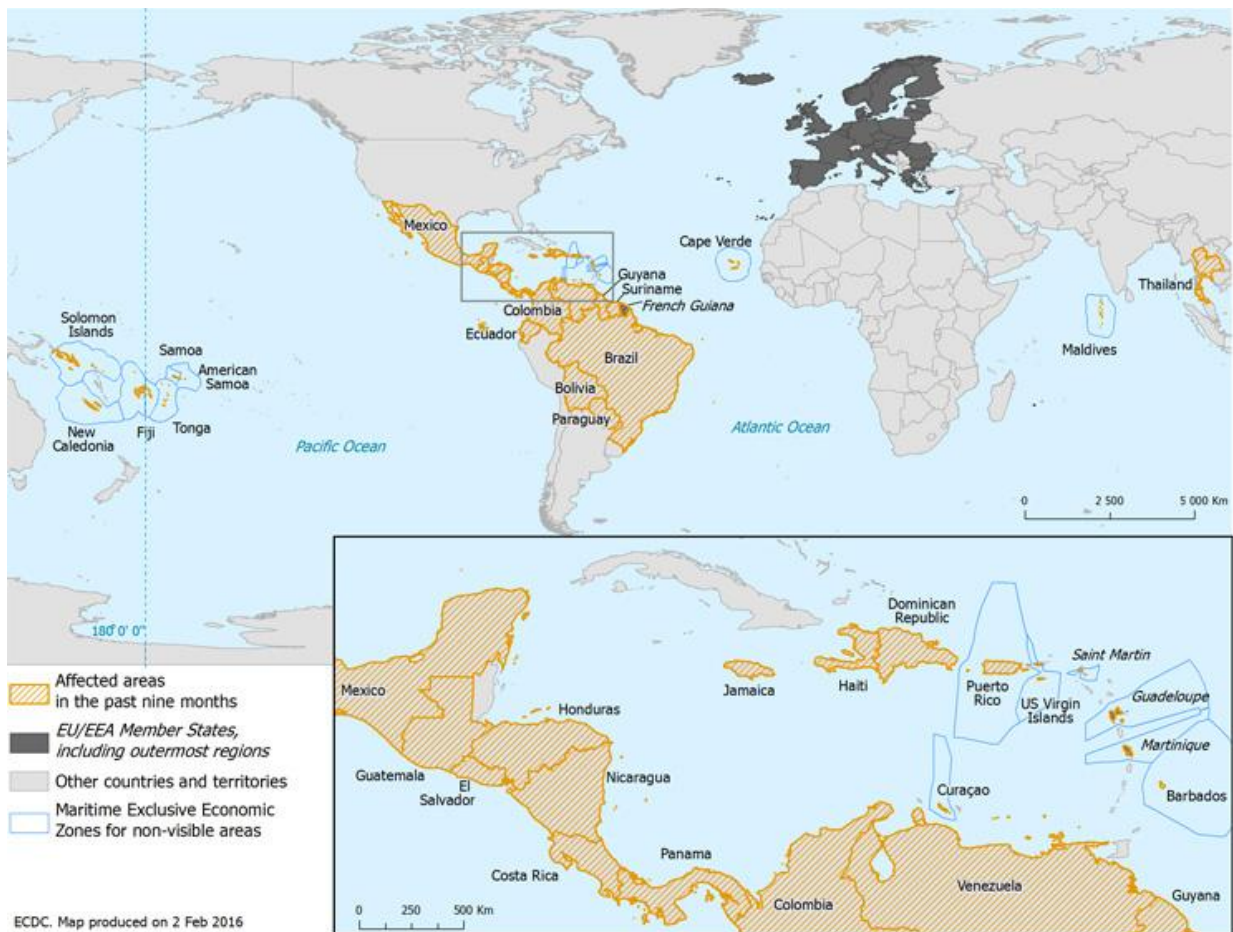 Mexico
Cape Verde
Guyana
Suriname
French Guiana
Colombia
Ecuador
Thailand
Maldives
Solomon
Islands
Samoa
American
Samoa
Brazil
Bolivia
Paraguay
New
Caledonia
Fiji
Tonga
Pacific Ocean
Atlantic Ocean
0 2 500 5 000 Km
180° 0' 0"
Affected areas
in the past nine months
EU/EEA Member States,
including outermost regions
Other countries and territories
Maritime Exclusive Economic
Zones for non-visible areas
ECDC. Map produced on 2 Feb 2016
Dominican
Republic
Saint Martin
Mexico
Jamaica
Haiti
Puerto
Rico
US Virgin
Islands
Guadeloupe
Honduras
Martinique
Guatemala
El
Salvador
Nicaragua
Curaçao
Barbados
Costa Rica
Panama
Venezuela
Colombia
Guyana
0 250 500 Km